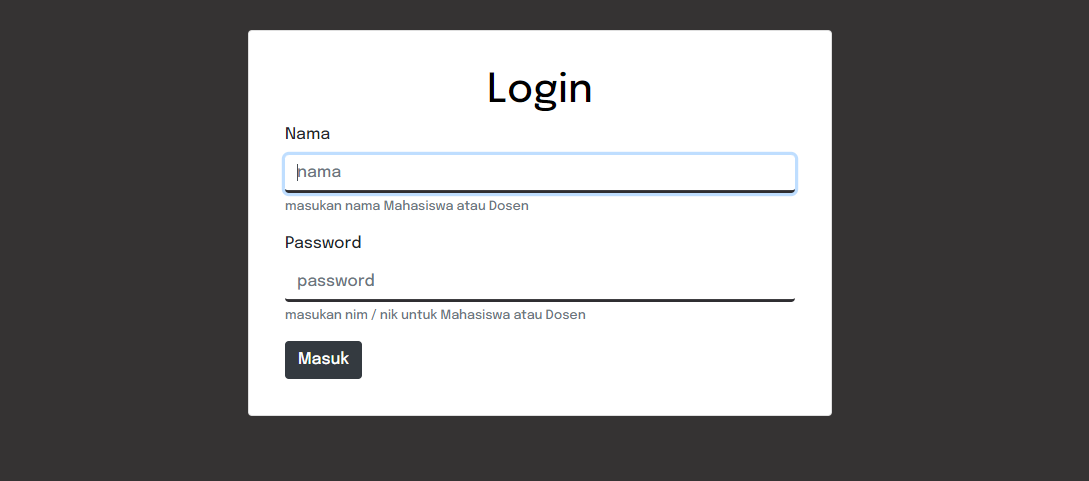 Login
Nama
nama
masukan nama Mahasiswa atau Dosen
Password
password
masukan nim / nik untuk Mahasiswa atau Dosen
Masuk